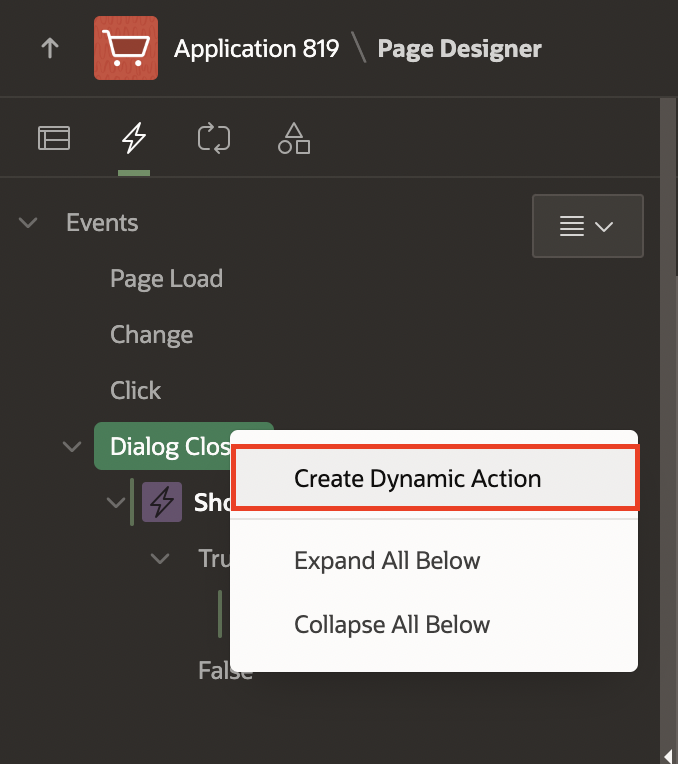 Application 819 \ Page Designer
Events
Page Load
Change
Click
Dialog Clos
Create Dynamic Action
Sho
Expand All Below
Tru
Collapse All Below
False